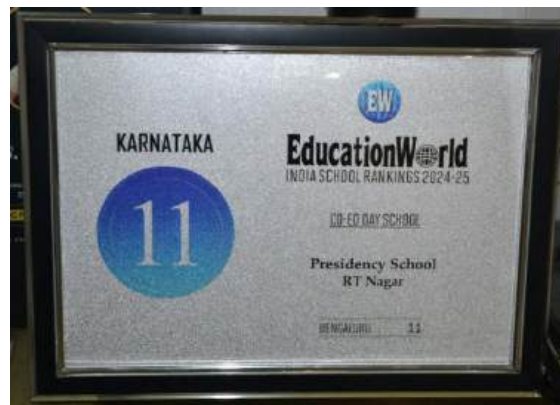 KARNATAKA
11
EW
EducationWorld
INDIA SCHOOL RANKINGS 2024-25
CO-ED DAY SCHOOL
Presidency School
RT Nagar
BENGALURU 11